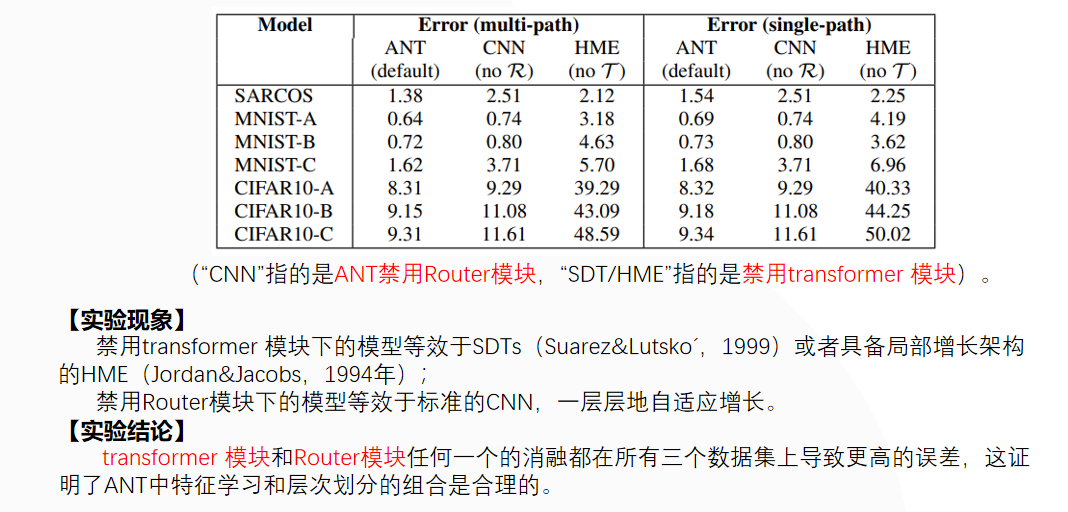 Model Error (multi-path) Error (single-path)
ANT CNN HME ANT CNN HME
(default) (no R) (no T) (default) (no R) (no T)
SARCOS 1.38 2.51 2.12 1.54 2.51 2.25
MNIST-A 0.64 0.74 3.18 0.69 0.74 4.19
MNIST-B 0.72 0.80 4.63 0.73 0.80 3.62
MNIST-C 1.62 3.71 5.70 1.68 3.71 6.96
CIFAR10-A 8.31 9.29 39.29 8.32 9.29 40.33
CIFAR10-B 9.15 11.08 43.09 9.18 11.08 44.25
CIFAR10-C 9.31 11.61 48.59 9.34 11.61 50.02
（“CNN”指的是ANT禁用Router模块，“SDT/HME”指的是禁用transformer 模块）。
【实验现象】
禁用transformer 模块下的模型等效于SDTs（Suarez&Lutsko´，1999）或者具备局部增长架构
的HME（Jordan&Jacobs，1994年）；
禁用Router模块下的模型等效于标准的CNN，一层层地自适应增长。
【实验结论】
transformer 模块和Router模块任何一个的消融都在所有三个数据集上导致更高的误差，这证
明了ANT中特征学习和层次划分的组合是合理的。